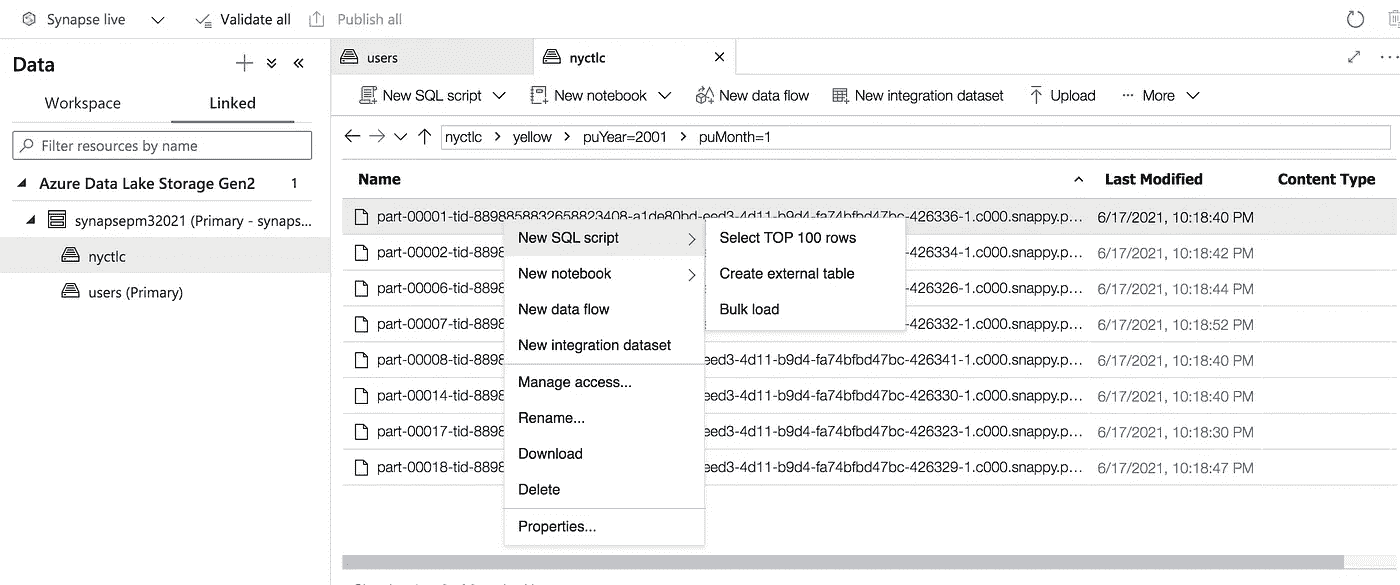 Synapse live Validate all Publish all
Data
Workspace Linked
Filter resources by name
Azure Data Lake Storage Gen2 1
synapsepm32021 (Primary - synaps...
nyctlc
users (Primary)
users nyctlc
New SQL script New notebook New data flow New integration dataset Upload ... More
nyctlc > yellow > puYear=2001 > puMonth=1
Name Last Modified Content Type
part-00001-tid-8898858832658823408-a1de80bd-eed3-4d11-b9d4-fa74bfbd47bc-426336-1.c000.snappy.p... 6/17/2021, 10:18:40 PM
part-00002-tid-8898 -426334-1.c000.snappy.p... 6/17/2021, 10:18:42 PM
part-00006-tid-8898 -426326-1.c000.snappy.p... 6/17/2021, 10:18:44 PM
part-00007-tid-8898 -426332-1.c000.snappy.p... 6/17/2021, 10:18:52 PM
part-00008-tid-8898 eed3-4d11-b9d4-fa74bfbd47bc-426341-1.c000.snappy.p... 6/17/2021, 10:18:40 PM
part-00014-tid-8898 eed3-4d11-b9d4-fa74bfbd47bc-426330-1.c000.snappy.p... 6/17/2021, 10:18:40 PM
part-00017-tid-8898 eed3-4d11-b9d4-fa74bfbd47bc-426323-1.c000.snappy.p... 6/17/2021, 10:18:30 PM
part-00018-tid-8898 eed3-4d11-b9d4-fa74bfbd47bc-426329-1.c000.snappy.p... 6/17/2021, 10:18:47 PM
New SQL script
New notebook
New data flow
New integration dataset
Manage access...
Rename...
Download
Delete
Properties...
Select TOP 100 rows
Create external table
Bulk load